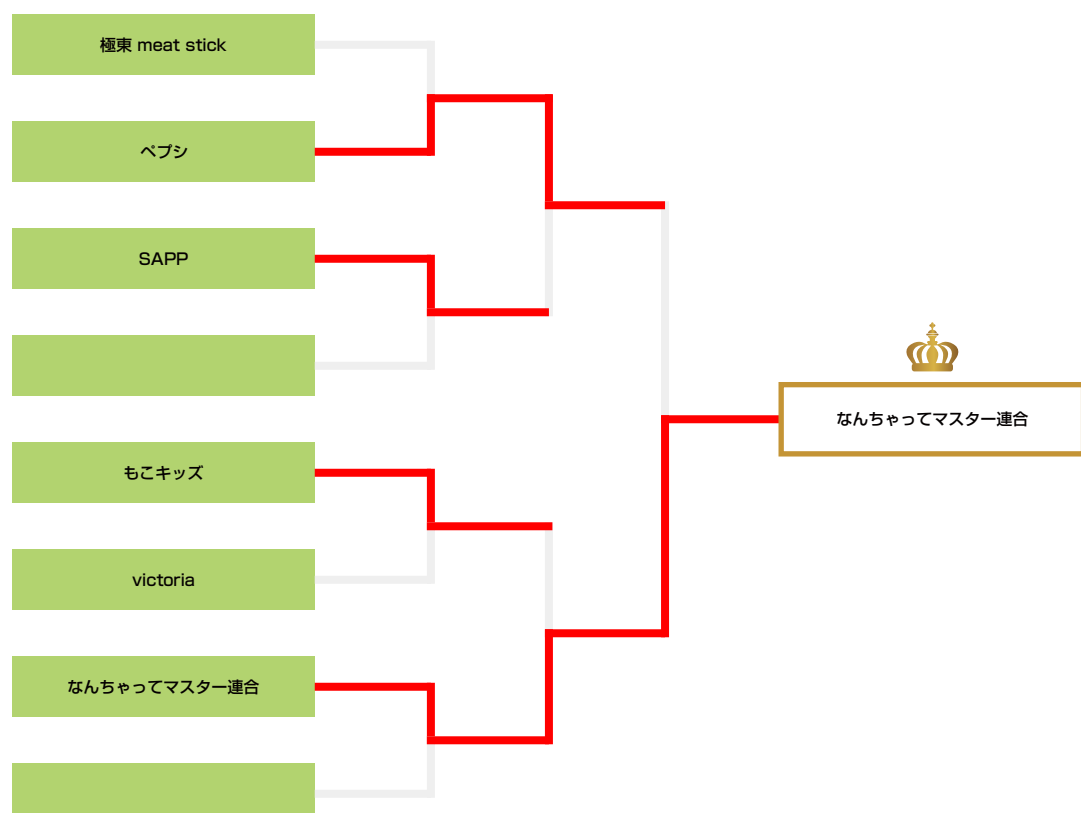 極東 meat stick
ペプシ
SAPP
もこキッズ
victoria
なんちゃってマスター連合
なんちゃってマスター連合